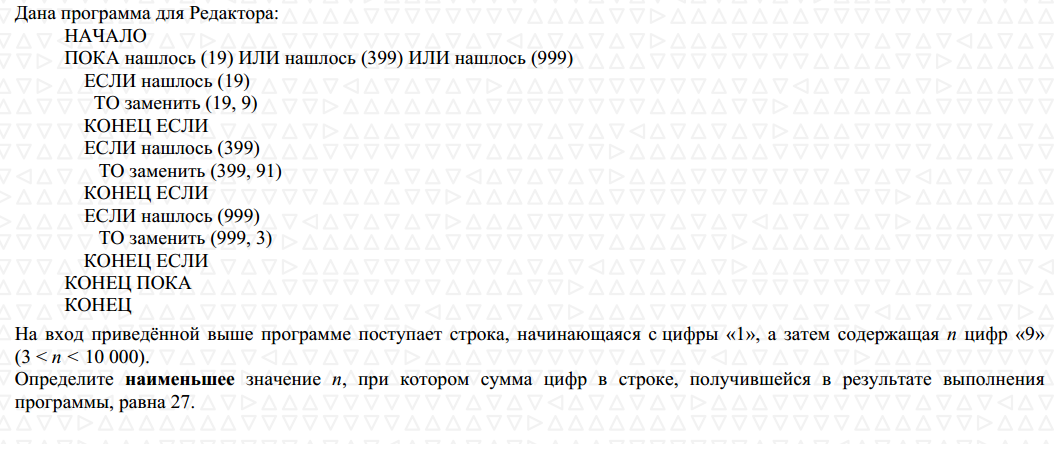 Дана программа для Редактора:
НАЧАЛО
ПОКА нашлось (19) ИЛИ нашлось (399) ИЛИ нашлось (999)
ЕСЛИ нашлось (19)
ТО заменить (19, 9)
КОНЕЦ ЕСЛИ
ЕСЛИ нашлось (399)
ТО заменить (399, 91)
КОНЕЦ ЕСЛИ
ЕСЛИ нашлось (999)
ТО заменить (999, 3)
КОНЕЦ ЕСЛИ
КОНЕЦ ПОКА
КОНЕЦ
На вход приведённой выше программе поступает строка, начинающаяся с цифры «1», а затем содержащая n цифр «9»
(3 < n < 10 000).
Определите наименьшее значение n, при котором сумма цифр в строке, получившейся в результате выполнения
программы, равна 27.